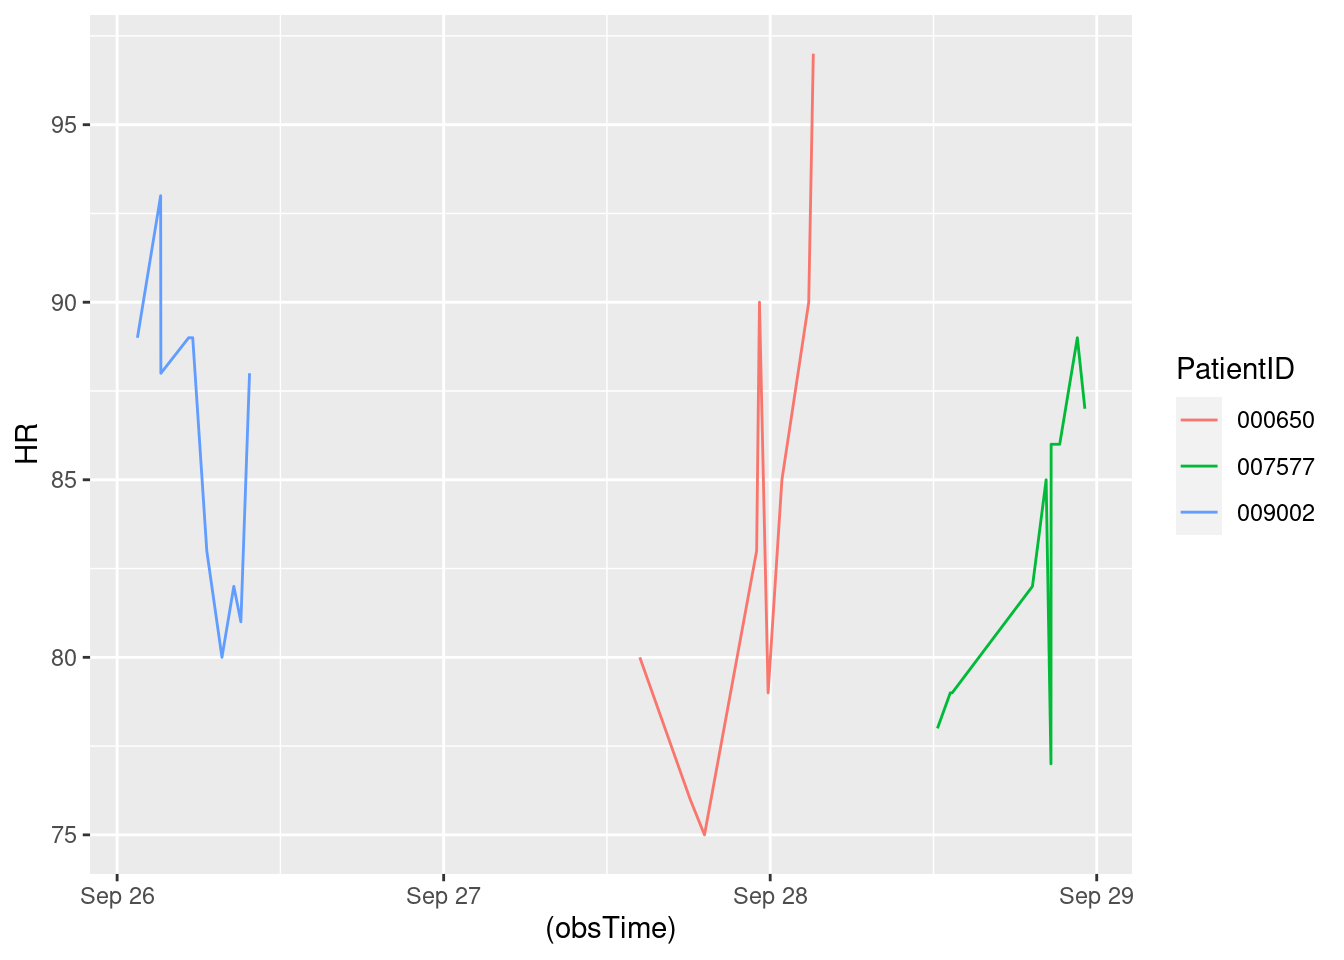 95
90
85
80
75
HR
Sep 26
Sep 27
Sep 28
Sep 29
(obsTime)
PatientID
000650
007577
009002